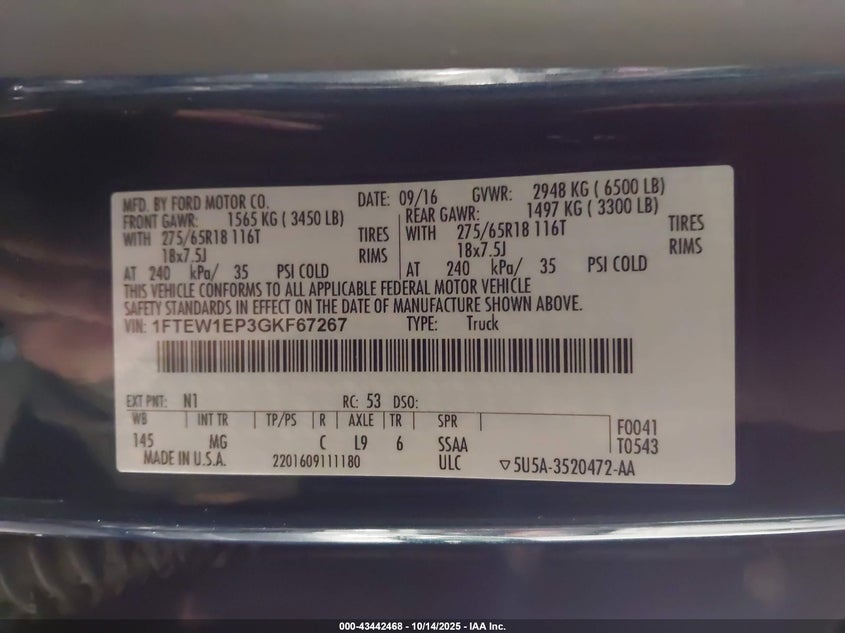 MFD. BY FORD MOTOR CO. DATE: 09/16 GVWR: 2948 KG ( 6500 LB)
FRONT GAWR: 1565 KG ( 3450 LB) REAR GAWR: 1497 KG ( 3300 LB)
WITH 275/65R18 116T TIRES WITH 275/65R18 116T TIRES
18x7.5J RIMS 18x7.5J RIMS
AT 240 kPa/ 35 PSI COLD AT 240 kPa/ 35 PSI COLD
THIS VEHICLE CONFORMS TO ALL APPLICABLE FEDERAL MOTOR VEHICLE
SAFETY STANDARDS IN EFFECT ON THE DATE OF MANUFACTURE SHOWN ABOVE.
VIN: 1FTEW1EP3GKF67267 TYPE: Truck
EXT PNT: N1 RC: 53 DSO:
WB INT TR TP/PS R AXLE TR SPR F0041
145 MG C L9 6 SSAA T0543
MADE IN U.S.A. 2201609111180 ULC ▽5U5A-3520472-AA
000-43442468 - 10/14/2025 - IAA Inc.